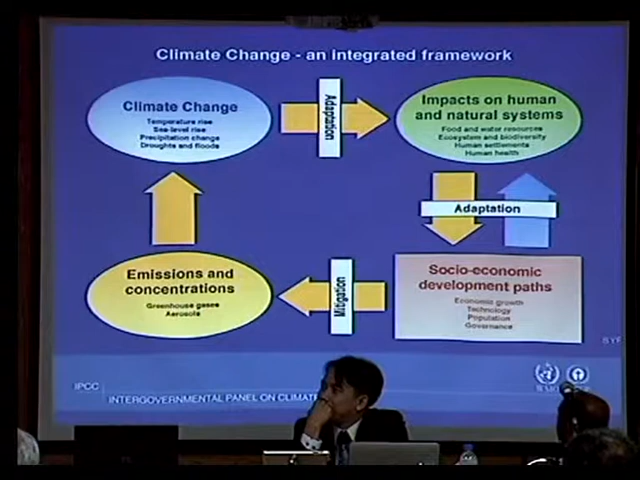 Climate Change - an integrated framework
Climate Change
Temperature rise
Sea-level rise
Precipitation change
Droughts and floods
Adaptation
Impacts on human
and natural systems
Food and water resources
Ecosystem and biodiversity
Human settlements
Human health
Adaptation
Emissions and
concentrations
Greenhouse gases
Aerosols
Mitigation
Socio-economic
development paths
Economic growth
Technology
Population
Governance
IPCC
INTERGOVERNMENTAL PANEL ON CLIMAT